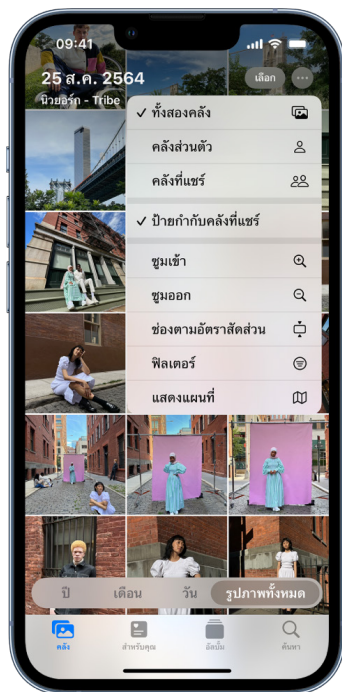 09:41
25 ส.ค. 2564
เลือก
นิวยอร์ก - Tribe
ทั้งสองคลัง
คลังส่วนตัว
คลังที่แชร์
ป้ายกำกับคลังที่แชร์
ซูมเข้า
ซูมออก
ช่องตามอัตราสัดส่วน
ฟิลเตอร์
แสดงแผนที่
ปี เดือน วัน รูปภาพทั้งหมด
คลัง สำหรับคุณ อัลบั้ม ค้นหา